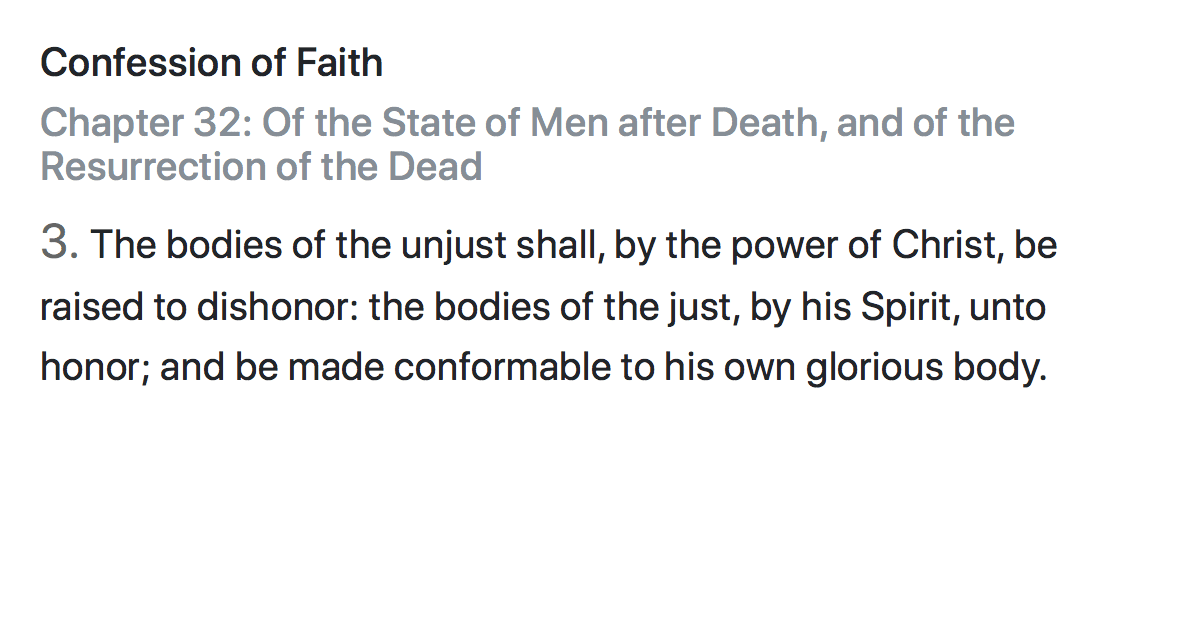 Confession of Faith
Chapter 32: Of the State of Men after Death, and of the
Resurrection of the Dead
3. The bodies of the unjust shall, by the power of Christ, be
raised to dishonor: the bodies of the just, by his Spirit, unto
honor; and be made conformable to his own glorious body.